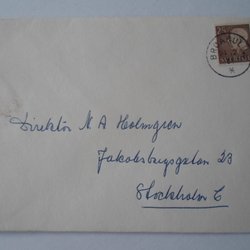 Direktör M A Holmgren
Jakobsbergsgatan 23
Stockholm C